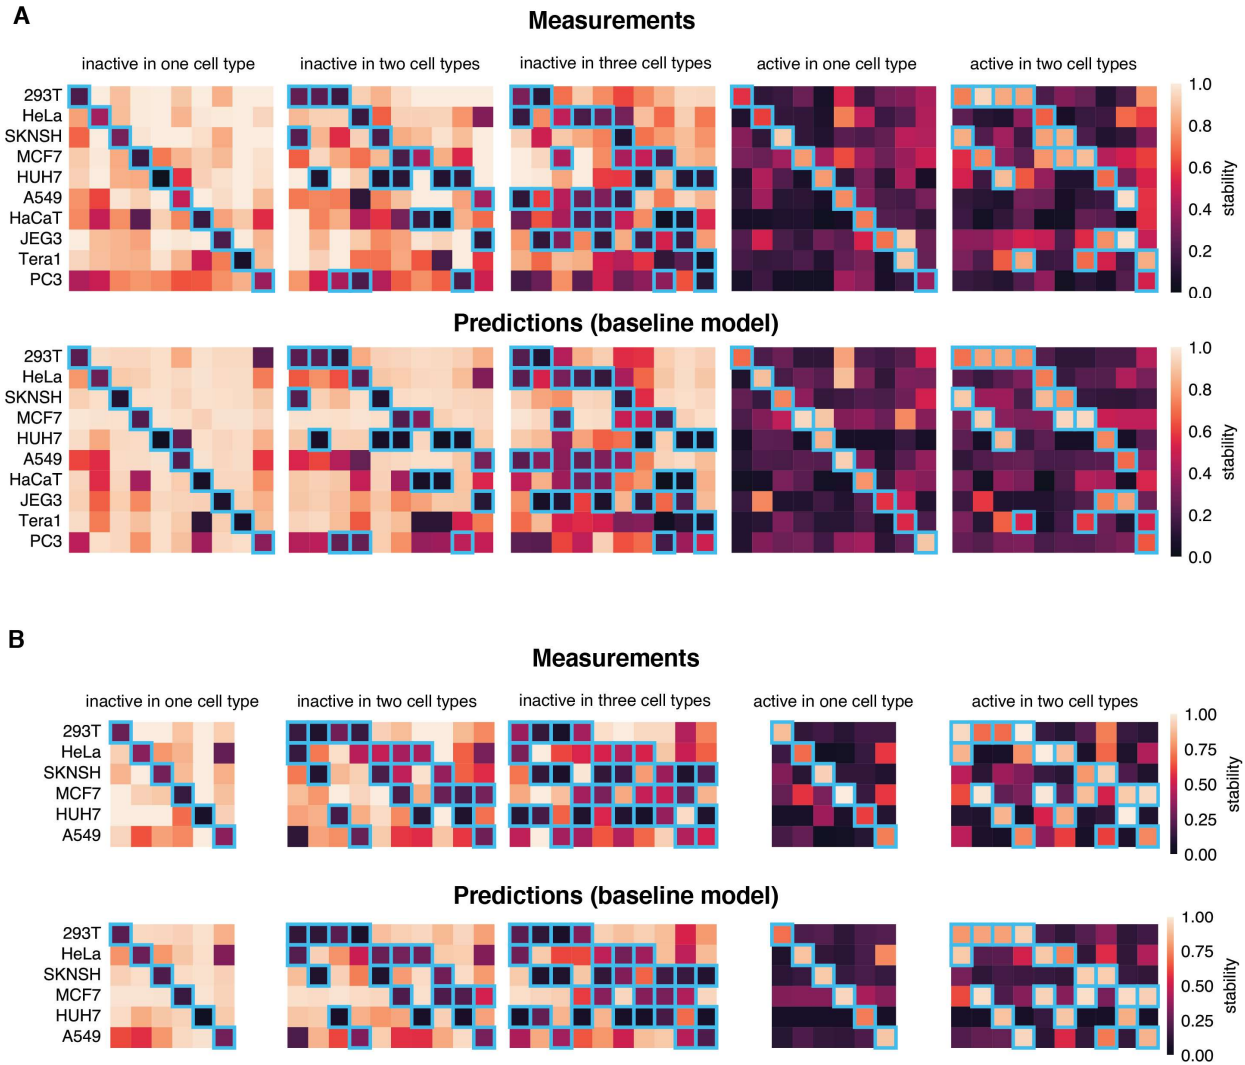 A
Measurements
inactive in one cell type inactive in two cell types inactive in three cell types active in one cell type active in two cell types
293T
HeLa
SKNSH
MCF7
HUH7
A549
HaCaT
JEG3
Tera1
PC3
1.0
0.8
0.6
0.4
0.2
0.0
stability
Predictions (baseline model)
293T
HeLa
SKNSH
MCF7
HUH7
A549
HaCaT
JEG3
Tera1
PC3
1.0
0.8
0.6
0.4
0.2
0.0
stability
B
Measurements
inactive in one cell type inactive in two cell types inactive in three cell types active in one cell type active in two cell types
293T
HeLa
SKNSH
MCF7
HUH7
A549
1.00
0.75
0.50
0.25
0.00
stability
Predictions (baseline model)
293T
HeLa
SKNSH
MCF7
HUH7
A549
1.00
0.75
0.50
0.25
0.00
stability